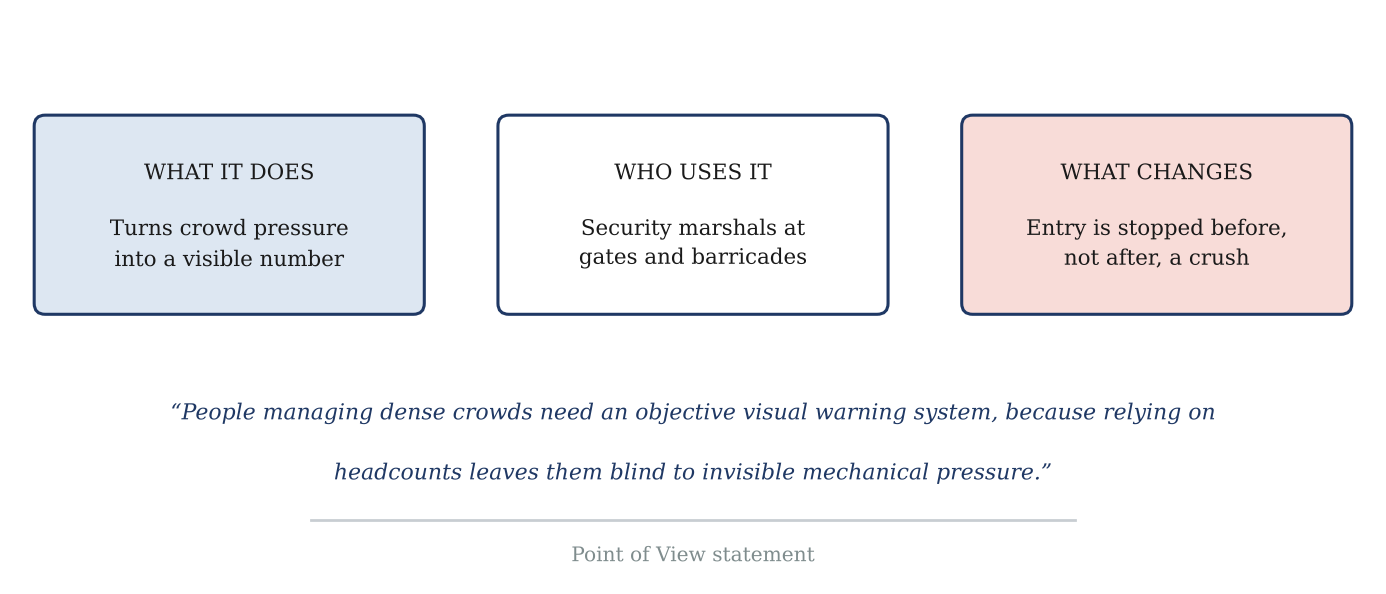 WHAT IT DOES
Turns crowd pressure
into a visible number
WHO USES IT
Security marshals at
gates and barricades
WHAT CHANGES
Entry is stopped before,
not after, a crush
“People managing dense crowds need an objective visual warning system, because relying on
headcounts leaves them blind to invisible mechanical pressure.”
Point of View statement